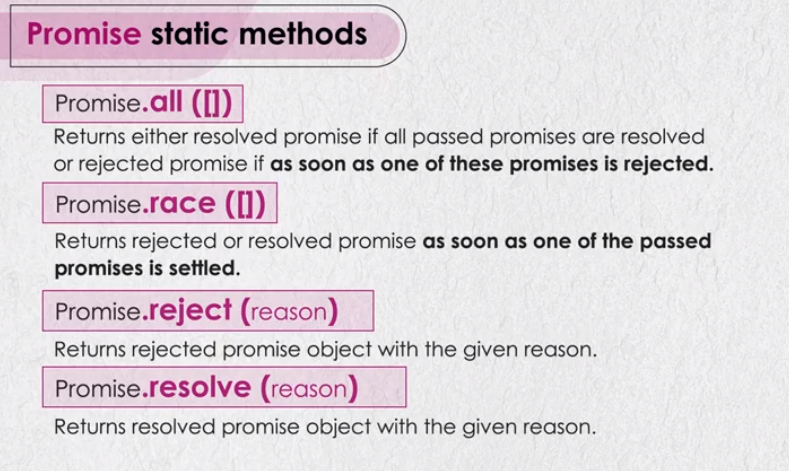 Promise static methods
Promise.all ([])
Returns either resolved promise if all passed promises are resolved
or rejected promise if as soon as one of these promises is rejected.
Promise.race ([])
Returns rejected or resolved promise as soon as one of the passed
promises is settled.
Promise.reject (reason)
Returns rejected promise object with the given reason.
Promise.resolve (reason)
Returns resolved promise object with the given reason.